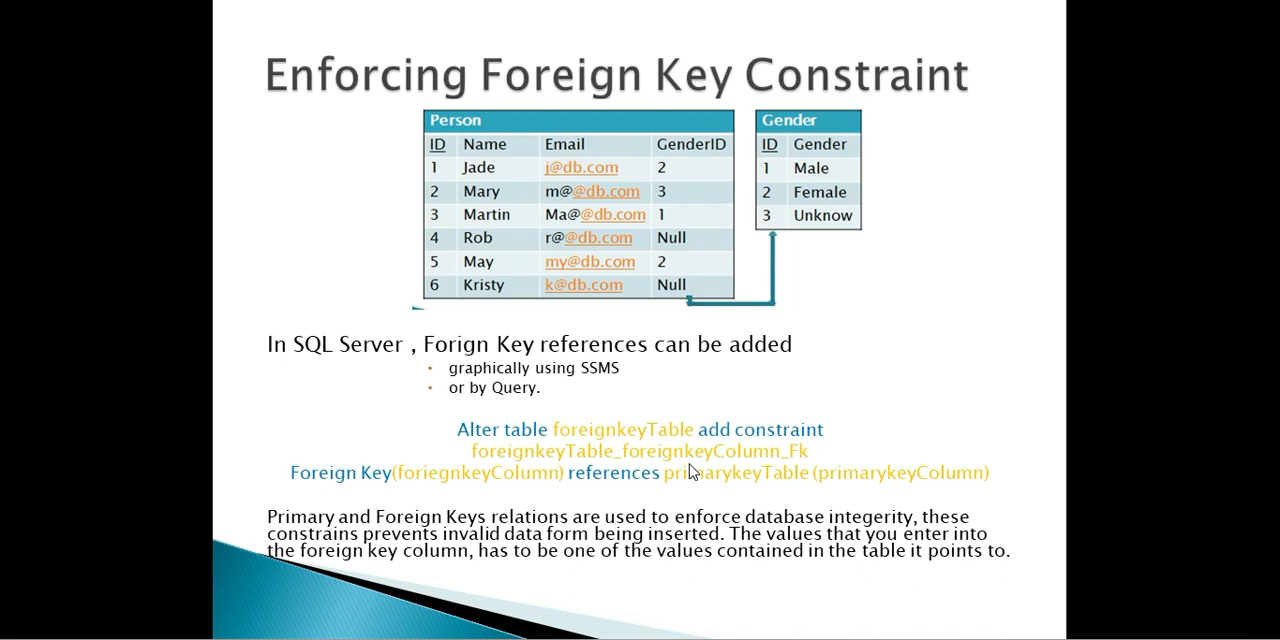 Enforcing Foreign Key Constraint
Person
ID Name Email GenderID
1 Jade j@db.com 2
2 Mary m@@db.com 3
3 Martin Ma@@db.com 1
4 Rob r@@db.com Null
5 May my@db.com 2
6 Kristy k@db.com Null
Gender
ID Gender
1 Male
2 Female
3 Unknow
In SQL Server , Forign Key references can be added
• graphically using SSMS
• or by Query.
Alter table foreignkeyTable add constraint
foreignkeyTable_foreignkeyColumn_Fk
Foreign Key(foriegnkeyColumn) references primarykeyTable (primarykeyColumn)
Primary and Foreign Keys relations are used to enforce database integerity, these
constrains prevents invalid data form being inserted. The values that you enter into
the foreign key column, has to be one of the values contained in the table it points to.